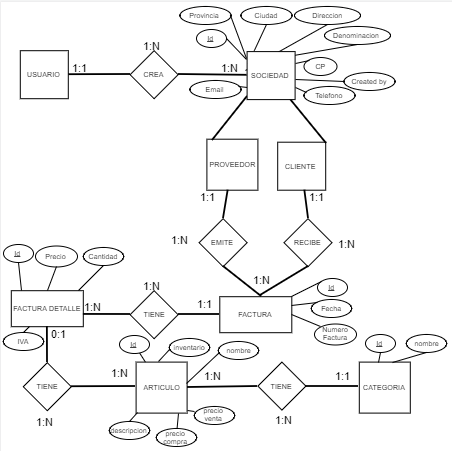 Provincia
Ciudad
Direccion
Id
Denominacion
1:N
USUARIO
1:1
CREA
1:N
SOCIEDAD
CP
Created by
Email
Teléfono
PROVEEDOR
CLIENTE
1:1
1:1
1:N
EMITE
RECIBE
1:N
Id
Precio
Cantidad
1:N
1:N
Id
FACTURA DETALLE
1:N
TIENE
1:1
FACTURA
Fecha
Numero
Factura
IVA
0:1
Id
inventario
nombre
Id
nombre
TIENE
1:N
ARTICULO
1:N
TIENE
1:1
CATEGORIA
1:N
descripcion
precio
venta
1:N
precio
compra